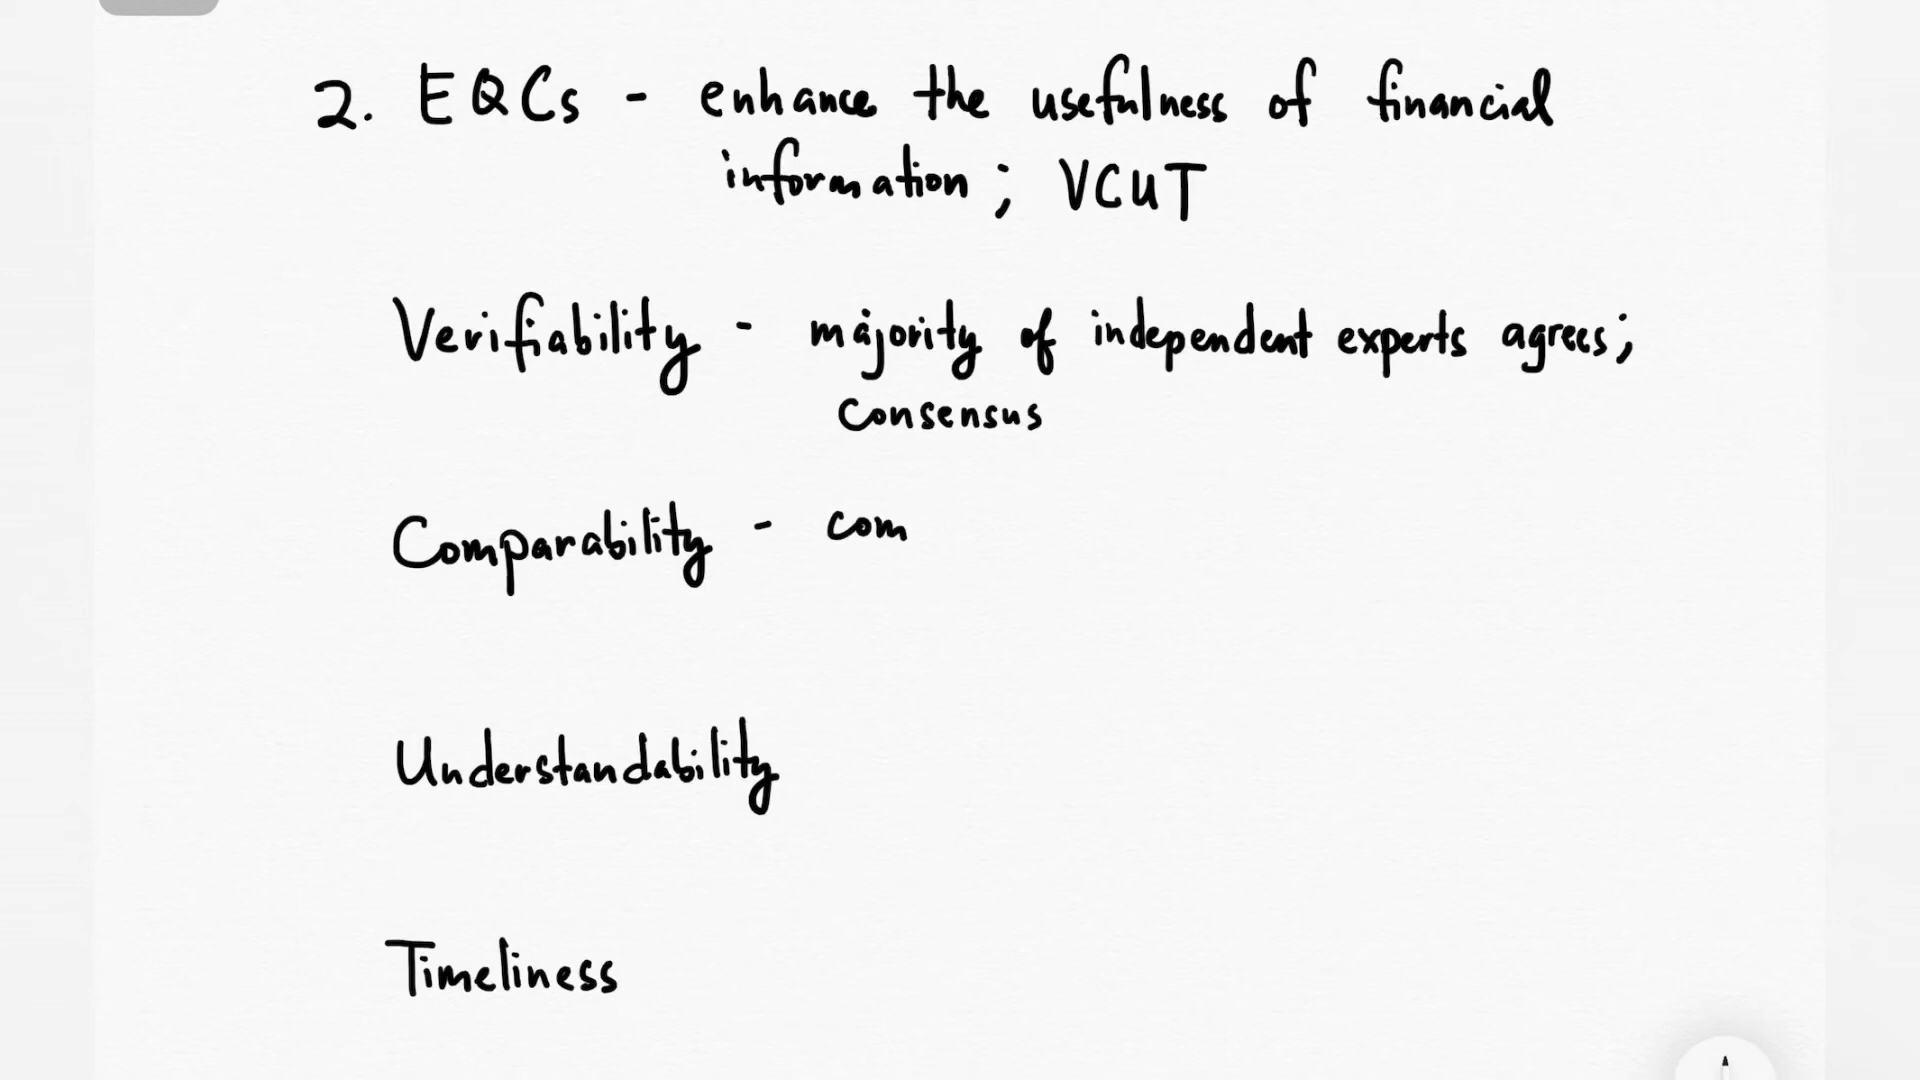 2. EQCs - enhance the usefulness of financial
information; VCUT
Verifiability - majority of independent experts agrees;
consensus
Comparability - com
Understandability
Timeliness